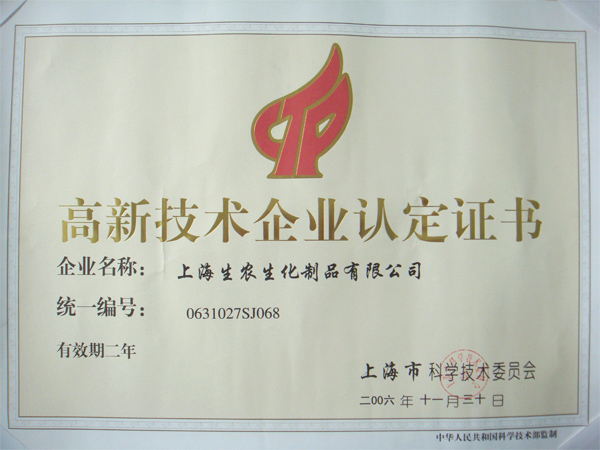 高新技术企业认定证书
企业名称： 上海生农生化制品有限公司
统一编号： 0631027SJ068
有效期二年
上海市科学技术委员会
二00六年十一月三十日
中华人民共和国科学技术部监制